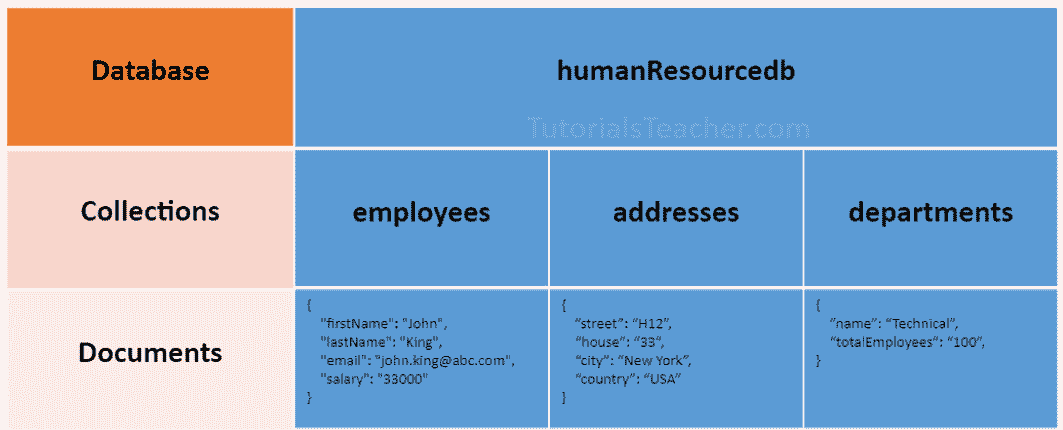 Database
humanResourcedb
TutorialsTeacher.com
Collections
employees
addresses
departments
Documents
{
"firstName": "John",
"lastName": "King",
"email": "john.king@abc.com",
"salary": "33000"
}
{
“street”: “H12”,
“house”: “33”,
“city”: “New York”,
“country”: “USA”
}
{
“name”: “Technical”,
“totalEmployees”: “100”,
}